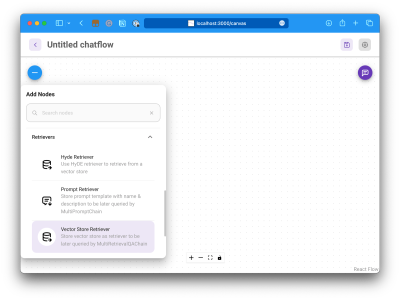 localhost:3000/canvas
Untitled chatflow
Add Nodes
Search nodes
Retrievers
Hyde Retriever
Use HyDE retriever to retrieve from a
vector store
Prompt Retriever
Store prompt template with name &
description to be later queried by
MultiPromptChain
Vector Store Retriever
Store vector store as retriever to be
later queried by MultiRetrievalQAChain
React Flow